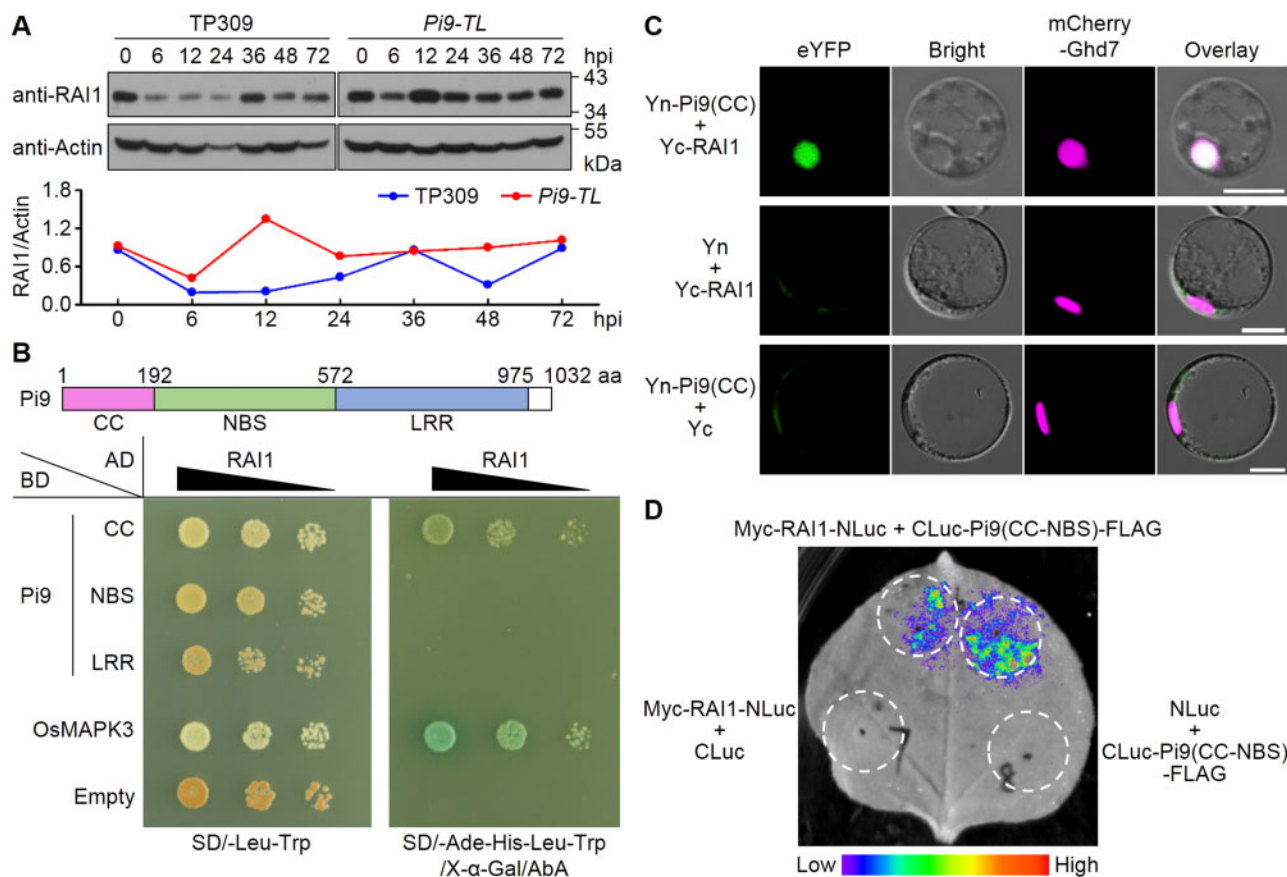 A
TP309 Pi9-TL
0 6 12 24 36 48 72 0 6 12 24 36 48 72 hpi
anti-RAI1
43
34
anti-Actin
55
kDa
TP309 Pi9-TL
RAI1/Actin
1.8
1.2
0.6
0.0
0 6 12 24 36 48 72 hpi
B
1 192 572 975 1032 aa
Pi9
CC NBS LRR
AD
BD
RAI1 RAI1
Pi9
CC
NBS
LRR
OsMAPK3
Empty
SD/-Leu-Trp
SD/-Ade-His-Leu-Trp
/X-α-Gal/AbA
C
eYFP Bright mCherry
-Ghd7 Overlay
Yn-Pi9(CC)
+
Yc-RAI1
Yn
+
Yc-RAI1
Yn-Pi9(CC)
+
Yc
D
Myc-RAI1-NLuc + CLuc-Pi9(CC-NBS)-FLAG
Myc-RAI1-NLuc
+
CLuc
NLuc
+
CLuc-Pi9(CC-NBS)
-FLAG
Low High